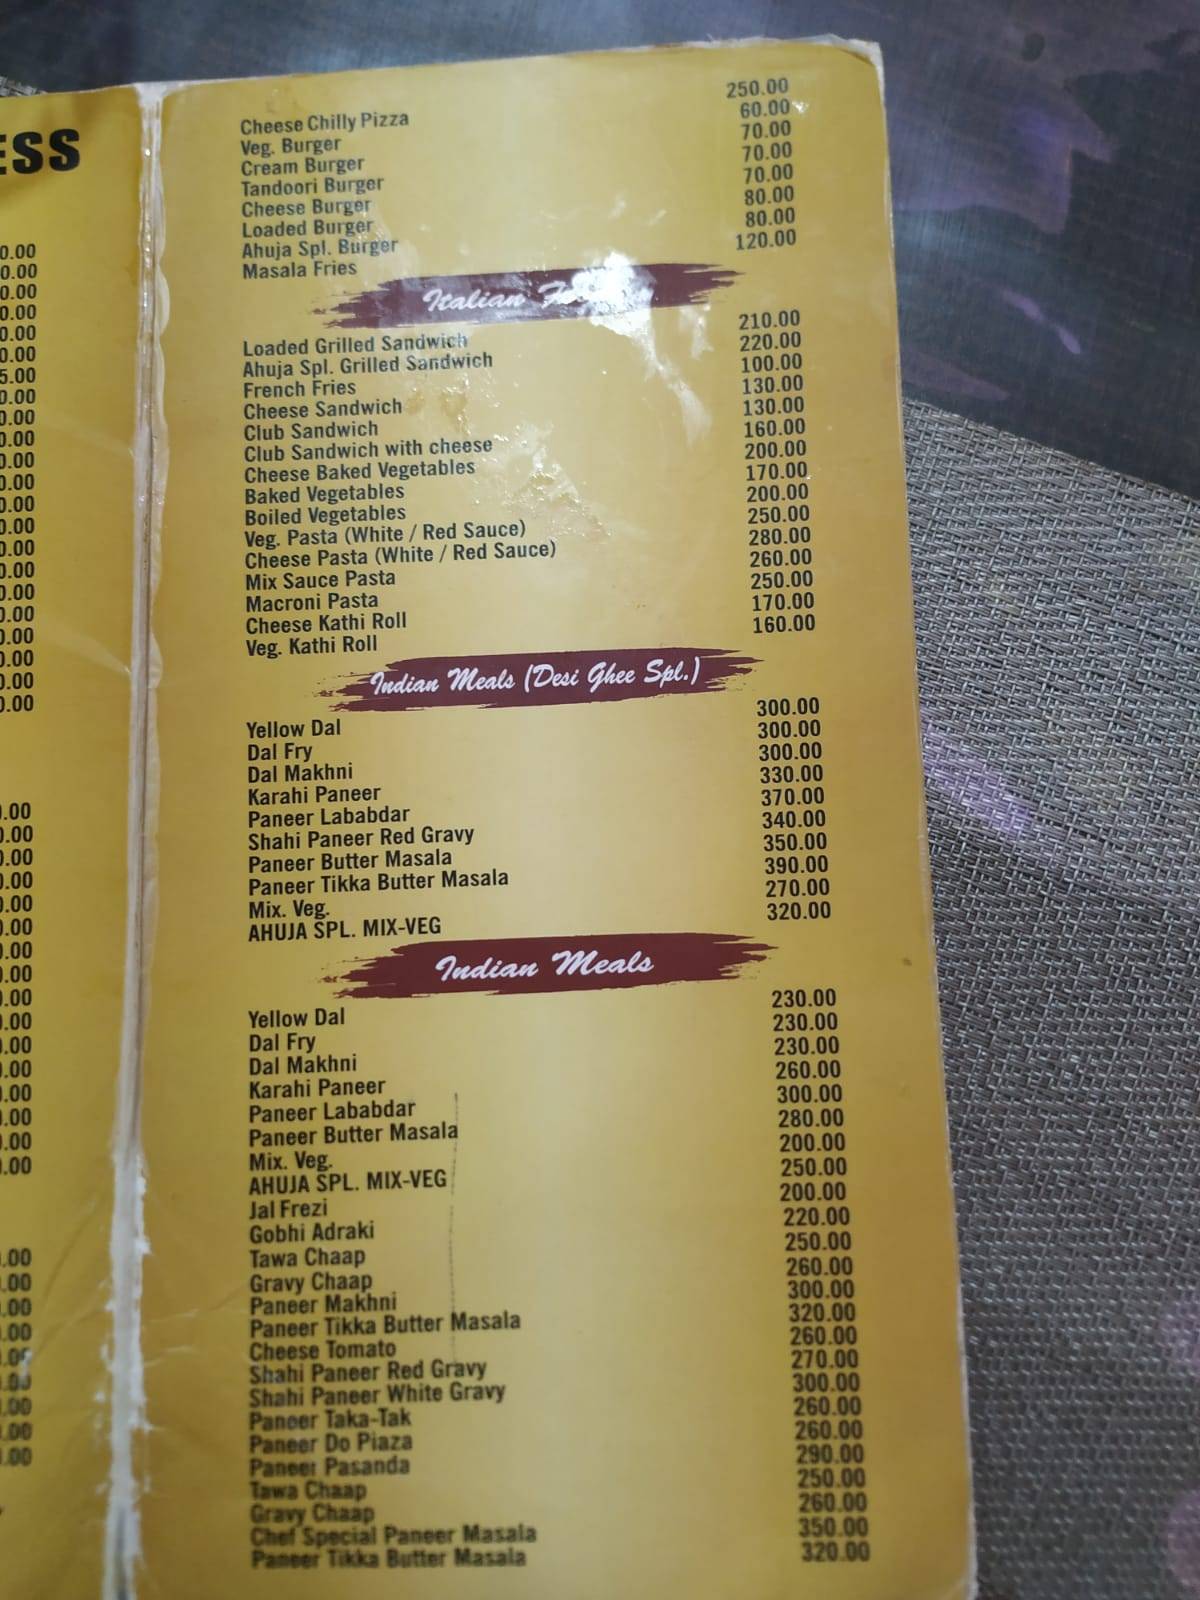 ESS
Cheese Chilly Pizza 250.00
Veg. Burger 60.00
Cream Burger 70.00
Tandoori Burger 70.00
Cheese Burger 70.00
Loaded Burger 80.00
Ahuja Spl. Burger 80.00
Masala Fries 120.00
Italian
Loaded Grilled Sandwich 210.00
Ahuja Spl. Grilled Sandwich 220.00
French Fries 100.00
Cheese Sandwich 130.00
Club Sandwich 130.00
Club Sandwich with cheese 160.00
Cheese Baked Vegetables 200.00
Baked Vegetables 170.00
Boiled Vegetables 200.00
Veg. Pasta (White / Red Sauce) 250.00
Cheese Pasta (White / Red Sauce) 280.00
Mix Sauce Pasta 260.00
Macroni Pasta 250.00
Cheese Kathi Roll 170.00
Veg. Kathi Roll 160.00
Indian Meals (Desi Ghee Spl.)
Yellow Dal 300.00
Dal Fry 300.00
Dal Makhni 300.00
Karahi Paneer 330.00
Paneer Lababdar 370.00
Shahi Paneer Red Gravy 340.00
Paneer Butter Masala 350.00
Paneer Tikka Butter Masala 390.00
Mix. Veg. 270.00
AHUJA SPL. MIX-VEG 320.00
Indian Meals
Yellow Dal 230.00
Dal Fry 230.00
Dal Makhni 230.00
Karahi Paneer 260.00
Paneer Lababdar 300.00
Paneer Butter Masala 280.00
Mix. Veg. 200.00
AHUJA SPL. MIX-VEG 250.00
Jal Frezi 200.00
Gobhi Adraki 220.00
Tawa Chaap 250.00
Gravy Chaap 260.00
Paneer Makhni 300.00
Paneer Tikka Butter Masala 320.00
Cheese Tomato 260.00
Shahi Paneer Red Gravy 270.00
Shahi Paneer White Gravy 300.00
Paneer Taka-Tak 260.00
Paneer Do Piaza 260.00
Paneer Pasanda 290.00
Tawa Chaap 250.00
Gravy Chaap 260.00
Chef Special Paneer Masala 350.00
Paneer Tikka Butter Masala 320.00